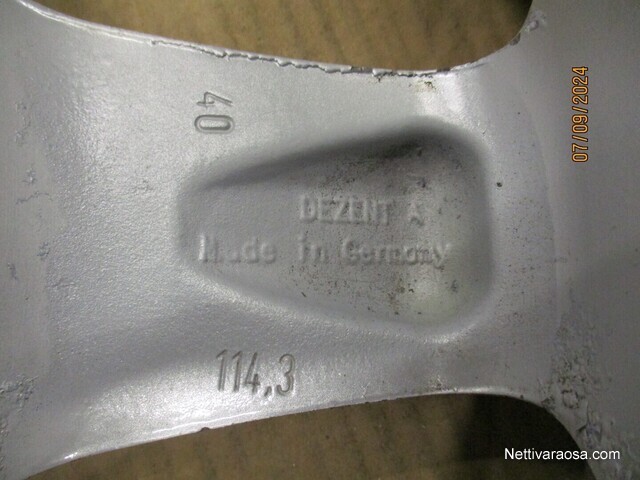 07/09/2024
40
DEZENT A
Made in Germany
114,3
Nettivaraosa.com